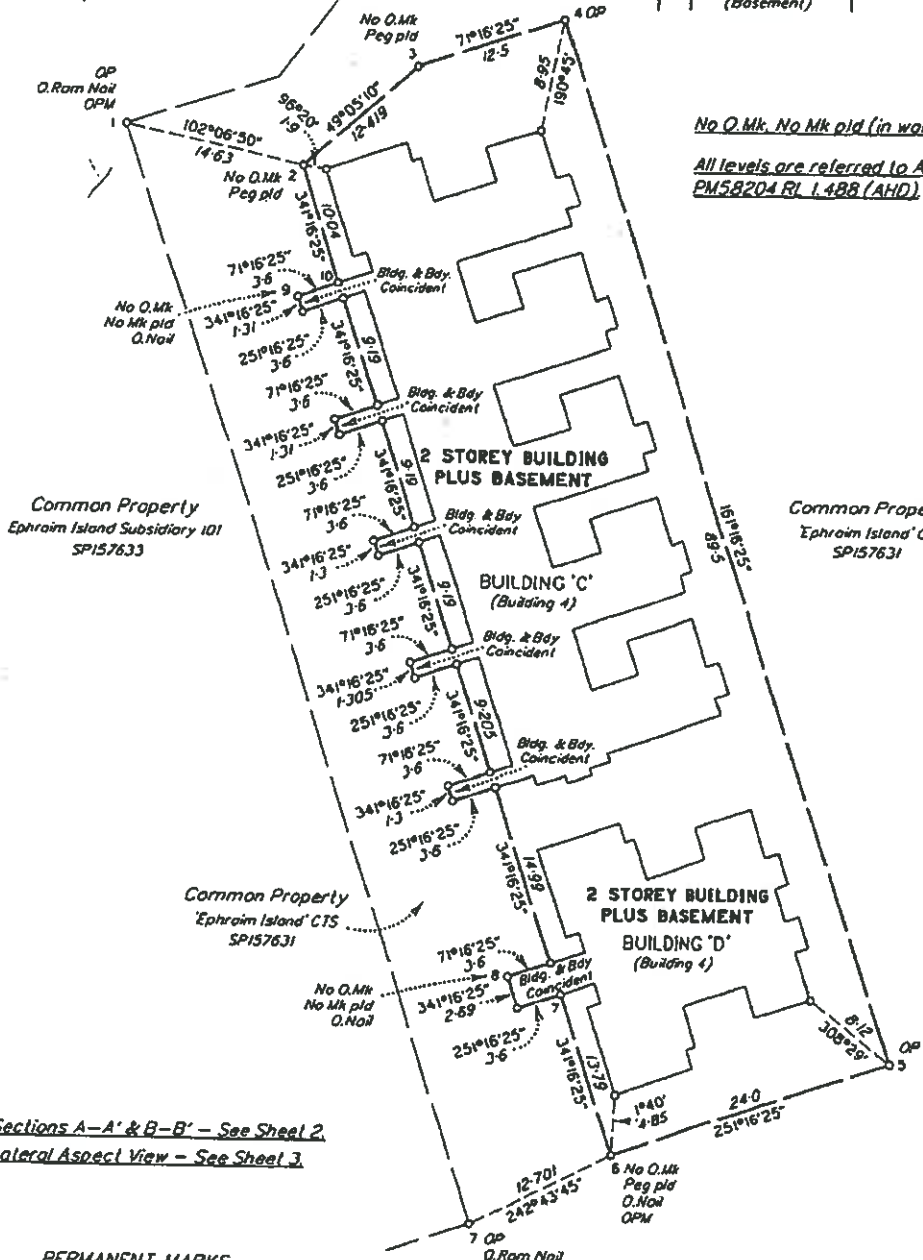 (Basement)
No O.Mk
Peg pld
3
71°16'25"
12·5
4 OP
OP
O.Ram Nail
OPM
1
102°06'50"
14·63
96°20'
1·9
49°05'10"
12·419
8·95
190°45'
No O.Mk, No Mk pld (in wa
All levels are referred to A
PM58204 RL 1.488 (AHD)
No O.Mk
Peg pld
2
341°16'25"
10·04
71°16'25"
3·6
9
10
Bldg. & Bdy.
Coincident
No O.Mk
No Mk pld
O.Nail
341°16'25"
1·31
251°16'25"
3·6
341°16'25"
9·19
71°16'25"
3·6
Bldg. & Bdy
Coincident
341°16'25"
1·31
251°16'25"
3·6
341°16'25"
9·19
2 STOREY BUILDING
PLUS BASEMENT
Common Property
Ephraim Island Subsidiary 101
SP157633
71°16'25"
3·6
Bldg. & Bdy
Coincident
341°16'25"
1·3
251°16'25"
3·6
341°16'25"
9·19
161°16'25"
89·5
Common Prope
'Ephraim Island' C
SP157631
BUILDING 'C'
(Building 4)
71°16'25"
3·6
Bldg. & Bdy
Coincident
341°16'25"
1·305
251°16'25"
3·6
341°16'25"
9·205
71°16'25"
3·6
Bldg. & Bdy.
Coincident
341°16'25"
1·3
251°16'25"
3·6
341°16'25"
14·99
Common Property
'Ephraim Island' CTS
SP157631
2 STOREY BUILDING
PLUS BASEMENT
BUILDING 'D'
(Building 4)
71°16'25"
3·6
8
Bldg. & Bdy
Coincident
No O.Mk
No Mk pld
O.Nail
341°16'25"
2·69
251°16'25"
3·6
7
341°16'25"
13·79
8·12
308°29'
OP
5
1°40'
4·85
24·0
251°16'25"
Sections A-A' & B-B' - See Sheet 2.
ateral Aspect View - See Sheet 3.
6 No O.Mk
Peg pld
O.Nail
OPM
12·701
242°43'45"
7 OP
O.Ram Nail
PERMANENT MARKS